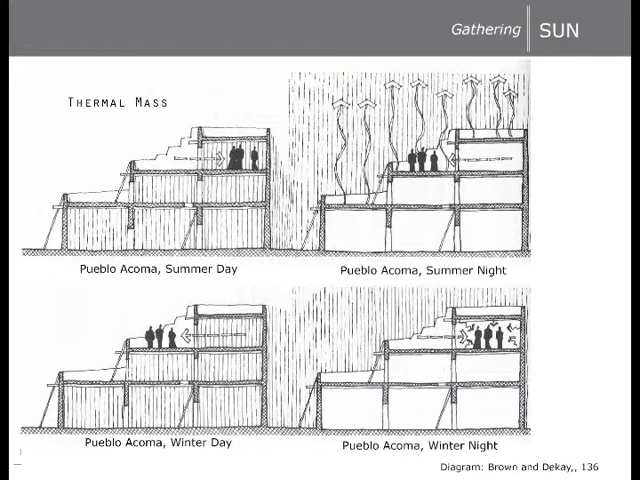 Gathering SUN
THERMAL MASS
Pueblo Acoma, Summer Day
Pueblo Acoma, Summer Night
Pueblo Acoma, Winter Day
Pueblo Acoma, Winter Night
Diagram: Brown and Dekay,, 136